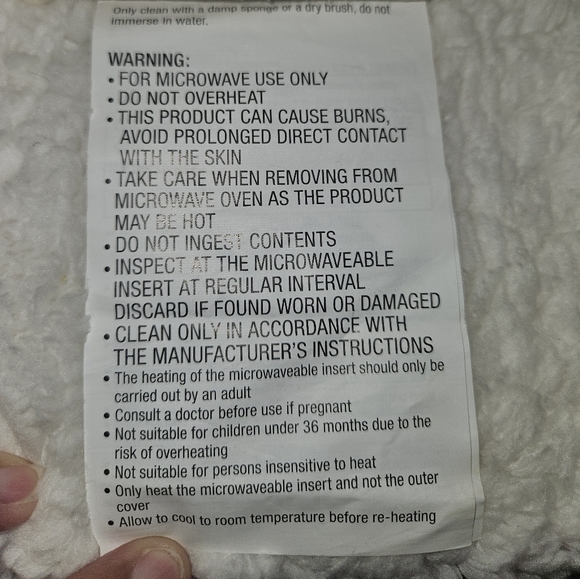 Only clean with a damp sponge or a dry brush, do not
immerse in water.
WARNING:
• FOR MICROWAVE USE ONLY
• DO NOT OVERHEAT
• THIS PRODUCT CAN CAUSE BURNS,
AVOID PROLONGED DIRECT CONTACT
WITH THE SKIN
• TAKE CARE WHEN REMOVING FROM
MICROWAVE OVEN AS THE PRODUCT
MAY BE HOT
• DO NOT INGEST CONTENTS
• INSPECT AT THE MICROWAVEABLE
INSERT AT REGULAR INTERVAL
DISCARD IF FOUND WORN OR DAMAGED
• CLEAN ONLY IN ACCORDANCE WITH
THE MANUFACTURER'S INSTRUCTIONS
• The heating of the microwaveable insert should only be
carried out by an adult
• Consult a doctor before use if pregnant
• Not suitable for children under 36 months due to the
risk of overheating
• Not suitable for persons insensitive to heat
• Only heat the microwaveable insert and not the outer
cover
• Allow to cool to room temperature before re-heating